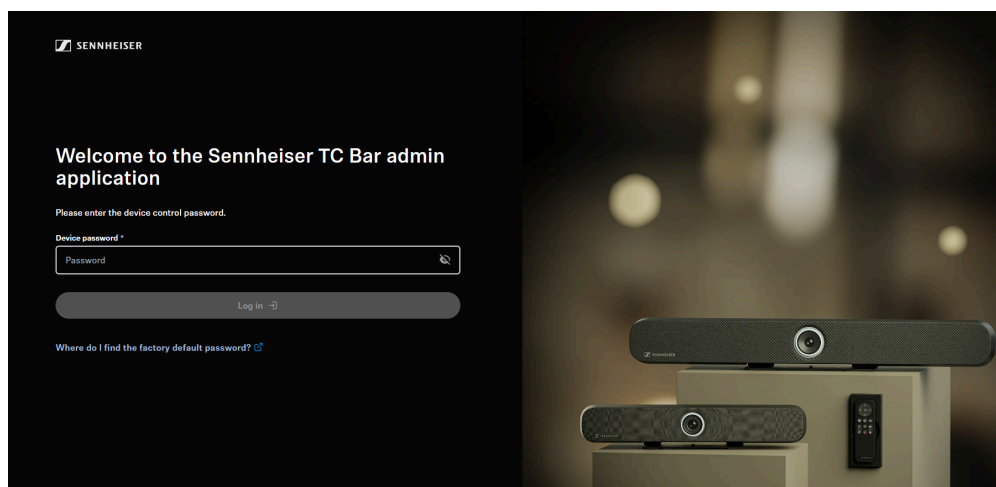 SENNHEISER
Welcome to the Sennheiser TC Bar admin
application
Please enter the device control password.
Device password *
Password
Log in
Where do I find the factory default password?
SENNHEISER